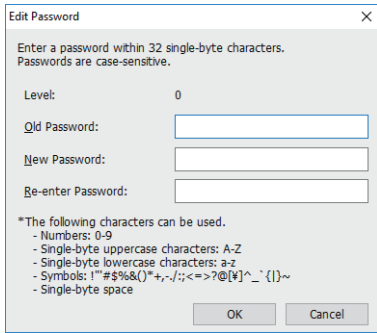 Edit Password
Enter a password within 32 single-byte characters.
Passwords are case-sensitive.
Level: 0
Old Password:
New Password:
Re-enter Password:
*The following characters can be used.
- Numbers: 0-9
- Single-byte uppercase characters: A-Z
- Single-byte lowercase characters: a-z
- Symbols: !"'#$%&()*+,-./:;<=>?@[¥]^_`{|}~
- Single-byte space
OK Cancel